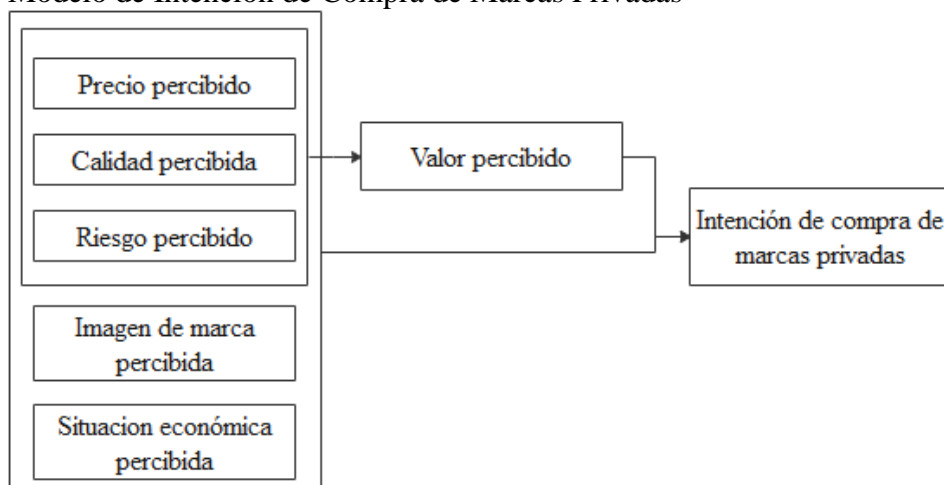 Modelo de Intención de Compra de Marcas Privadas
Precio percibido
Calidad percibida
Riesgo percibido
Imagen de marca
percibida
Situacion económica
percibida
Valor percibido
Intención de compra de
marcas privadas